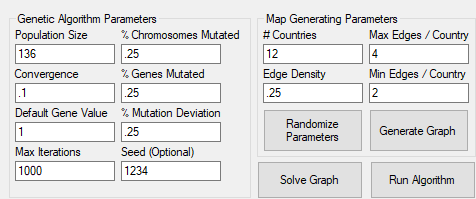 Genetic Algorithm Parameters
Population Size
% Chromosomes Mutated
136
.25
Convergence
% Genes Mutated
.1
.25
Default Gene Value
% Mutation Deviation
1
.25
Max Iterations
Seed (Optional)
1000
1234
Map Generating Parameters
# Countries
Max Edges / Country
12
4
Edge Density
Min Edges / Country
.25
2
Randomize
Parameters
Generate Graph
Solve Graph
Run Algorithm